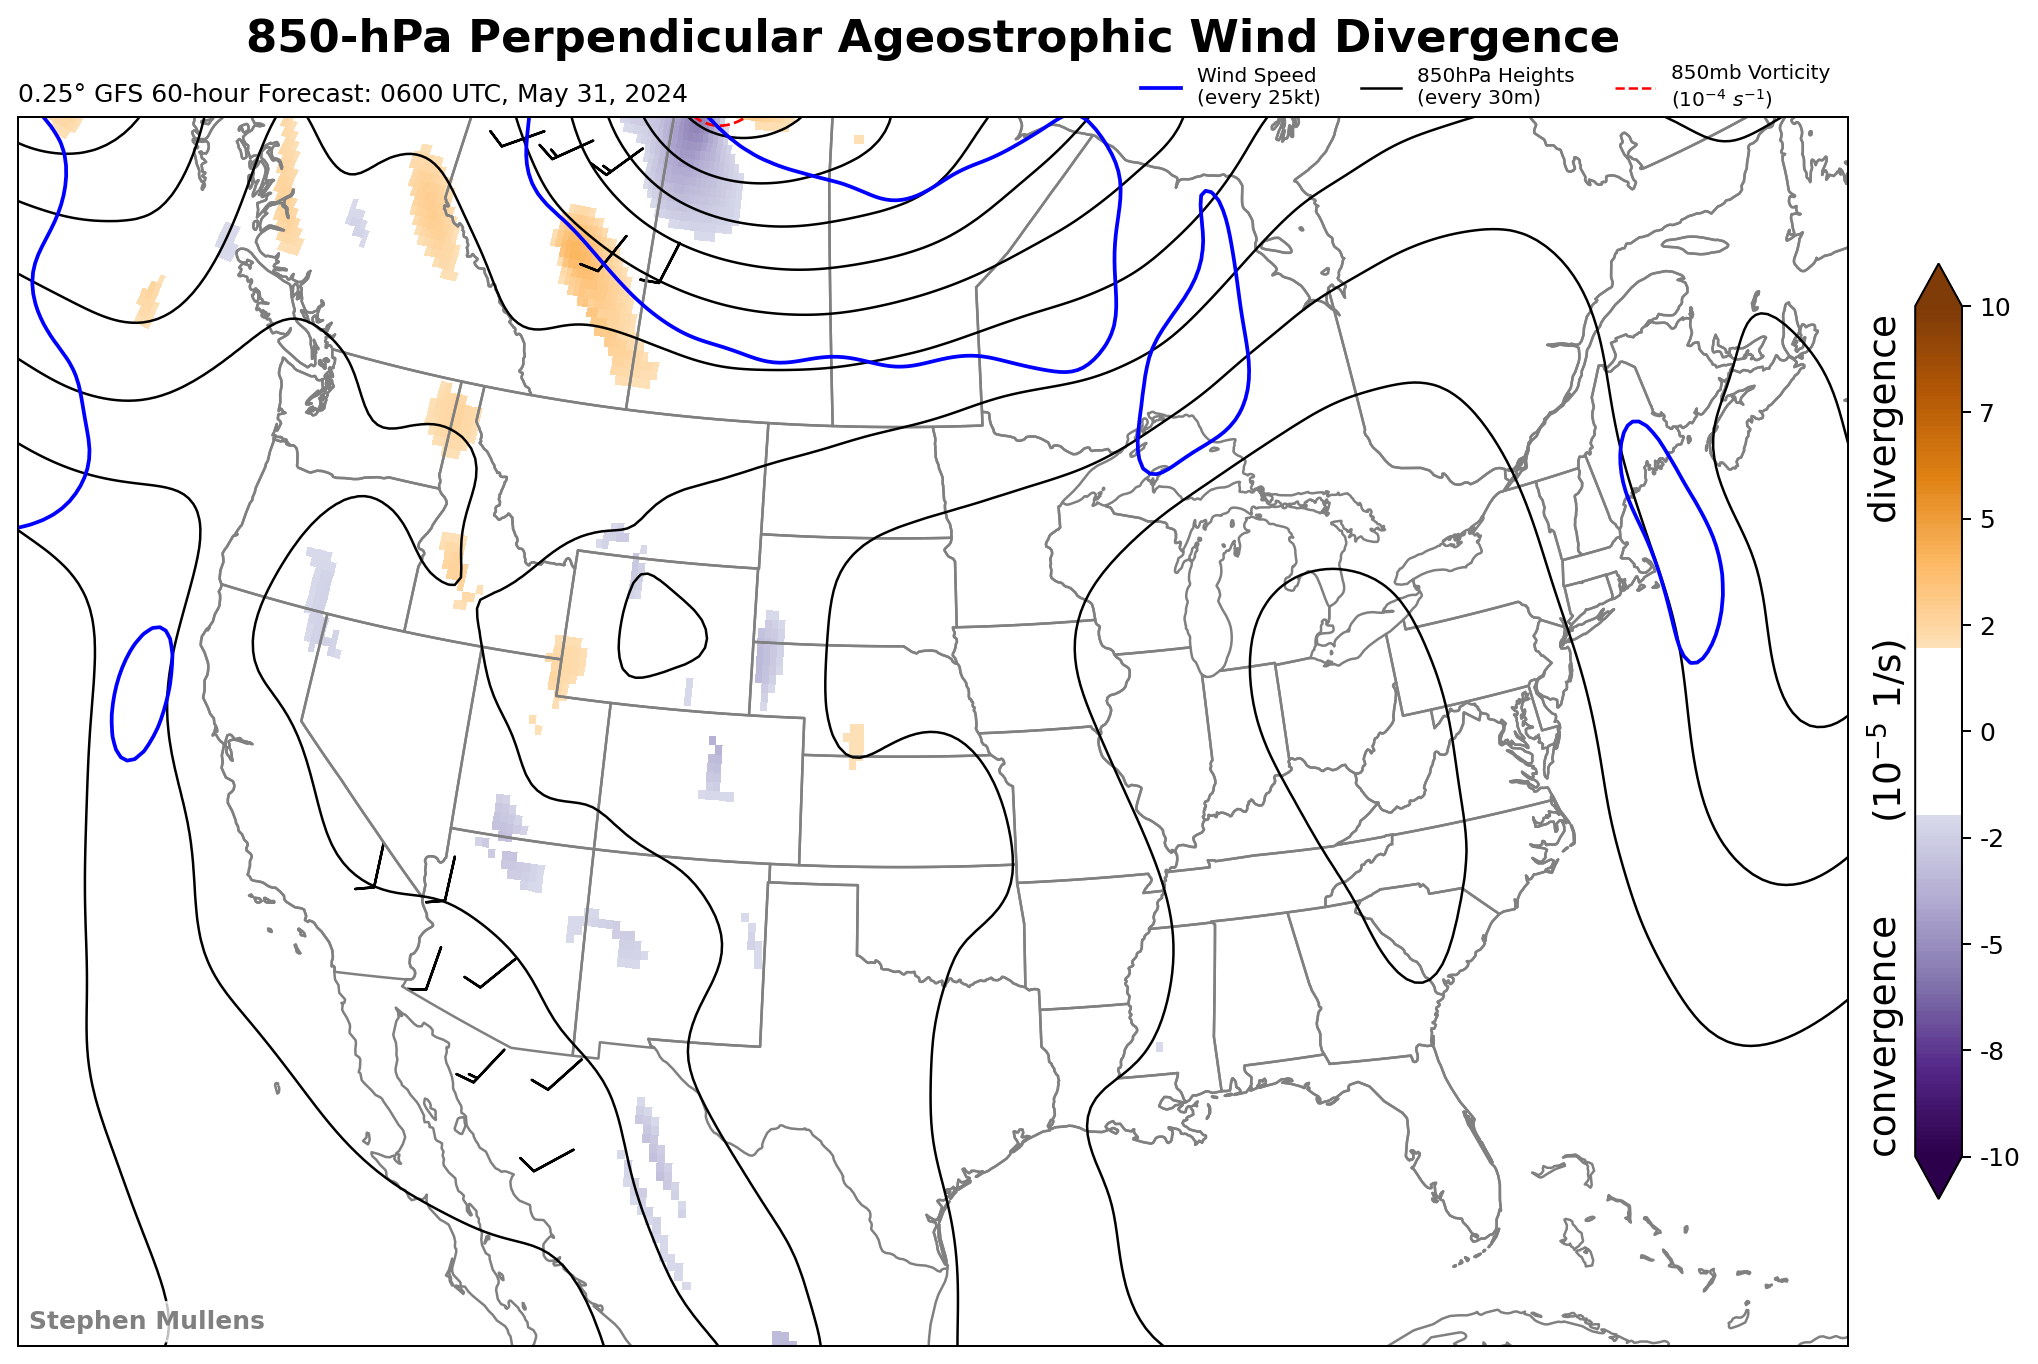 850-hPa Perpendicular Ageostrophic Wind Divergence
0.25° GFS 60-hour Forecast: 0600 UTC, May 31, 2024
Wind Speed
(every 25kt)
850hPa Heights
(every 30m)
850mb Vorticity
(10⁻⁴ s⁻¹)
10
7
5
2
0
-2
-5
-8
-10
convergence (10⁻⁵ 1/s) divergence
Stephen Mullens